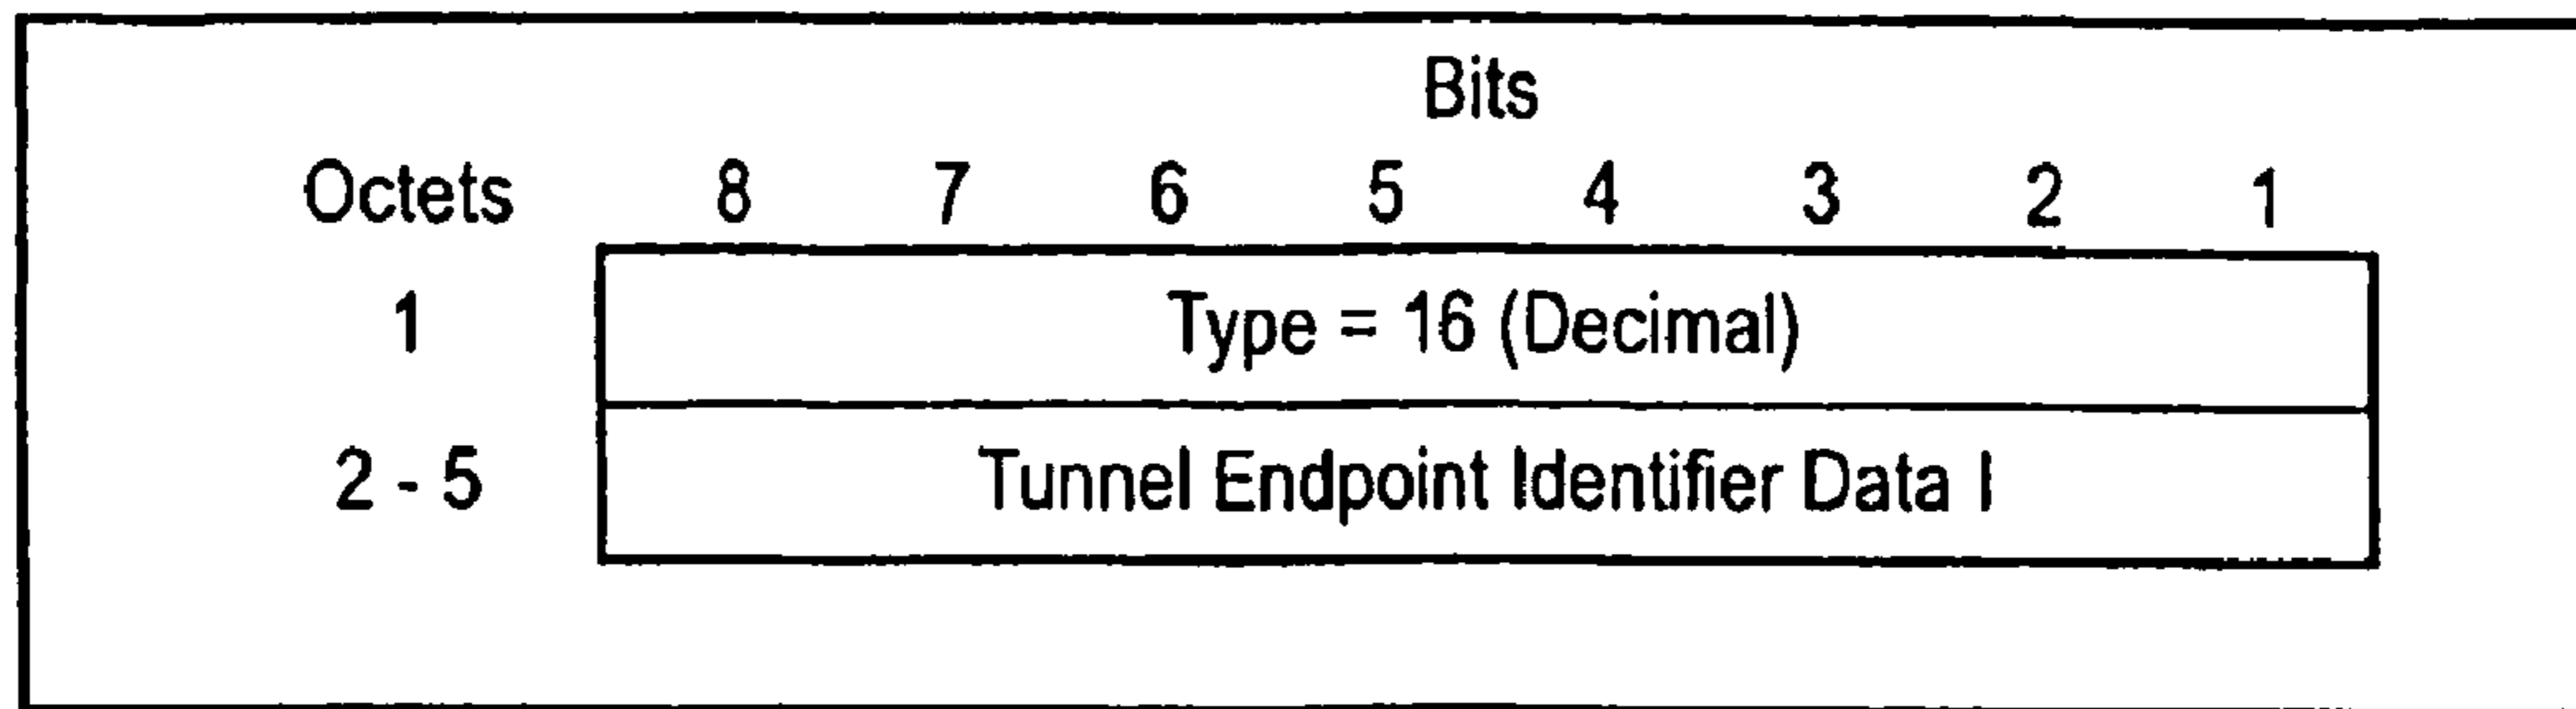 Bits
Octets 8 7 6 5 4 3 2 1
1 Type = 16 (Decimal)
2 - 5 Tunnel Endpoint Identifier Data I